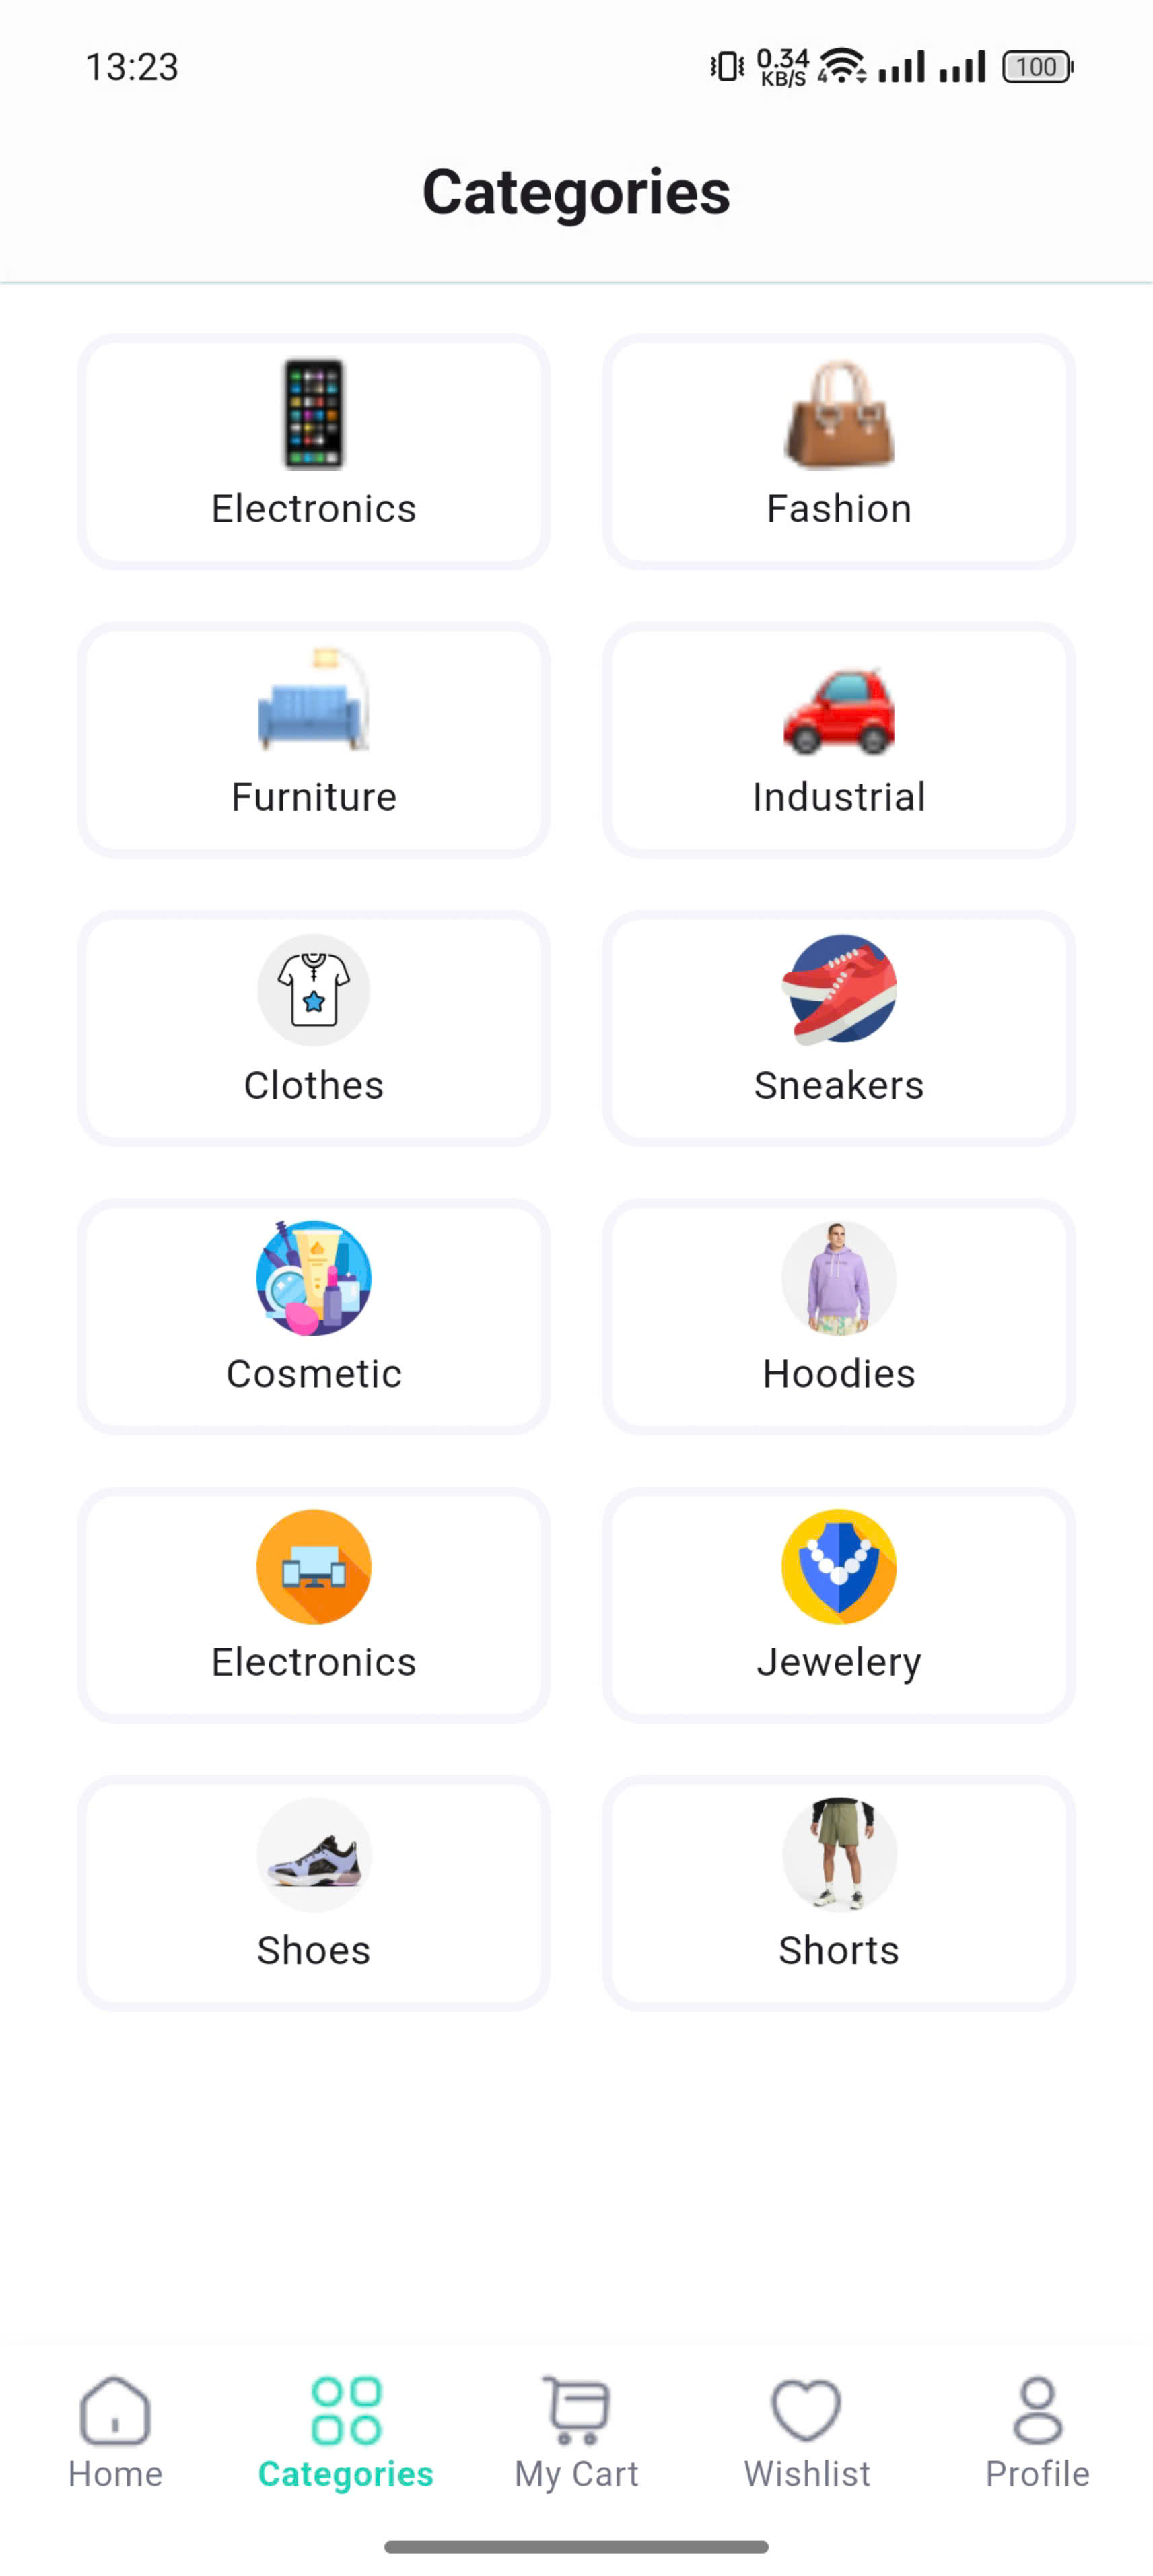 13:23
0.34
KB/S
4
100
Categories
Electronics
Fashion
Furniture
Industrial
Clothes
Sneakers
Cosmetic
Hoodies
Electronics
Jewelery
Shoes
Shorts
Home
Categories
My Cart
Wishlist
Profile